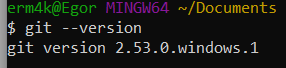 erm4k@Egor MINGW64 ~/Documents
$ git --version
git version 2.53.0.windows.1